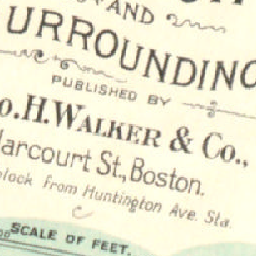 AND
URROUNDING
PUBLISHED BY
o.H.WALKER & Co.,
Harcourt St., Boston.
lock from Huntington Ave. Sta.
SCALE OF FEET.